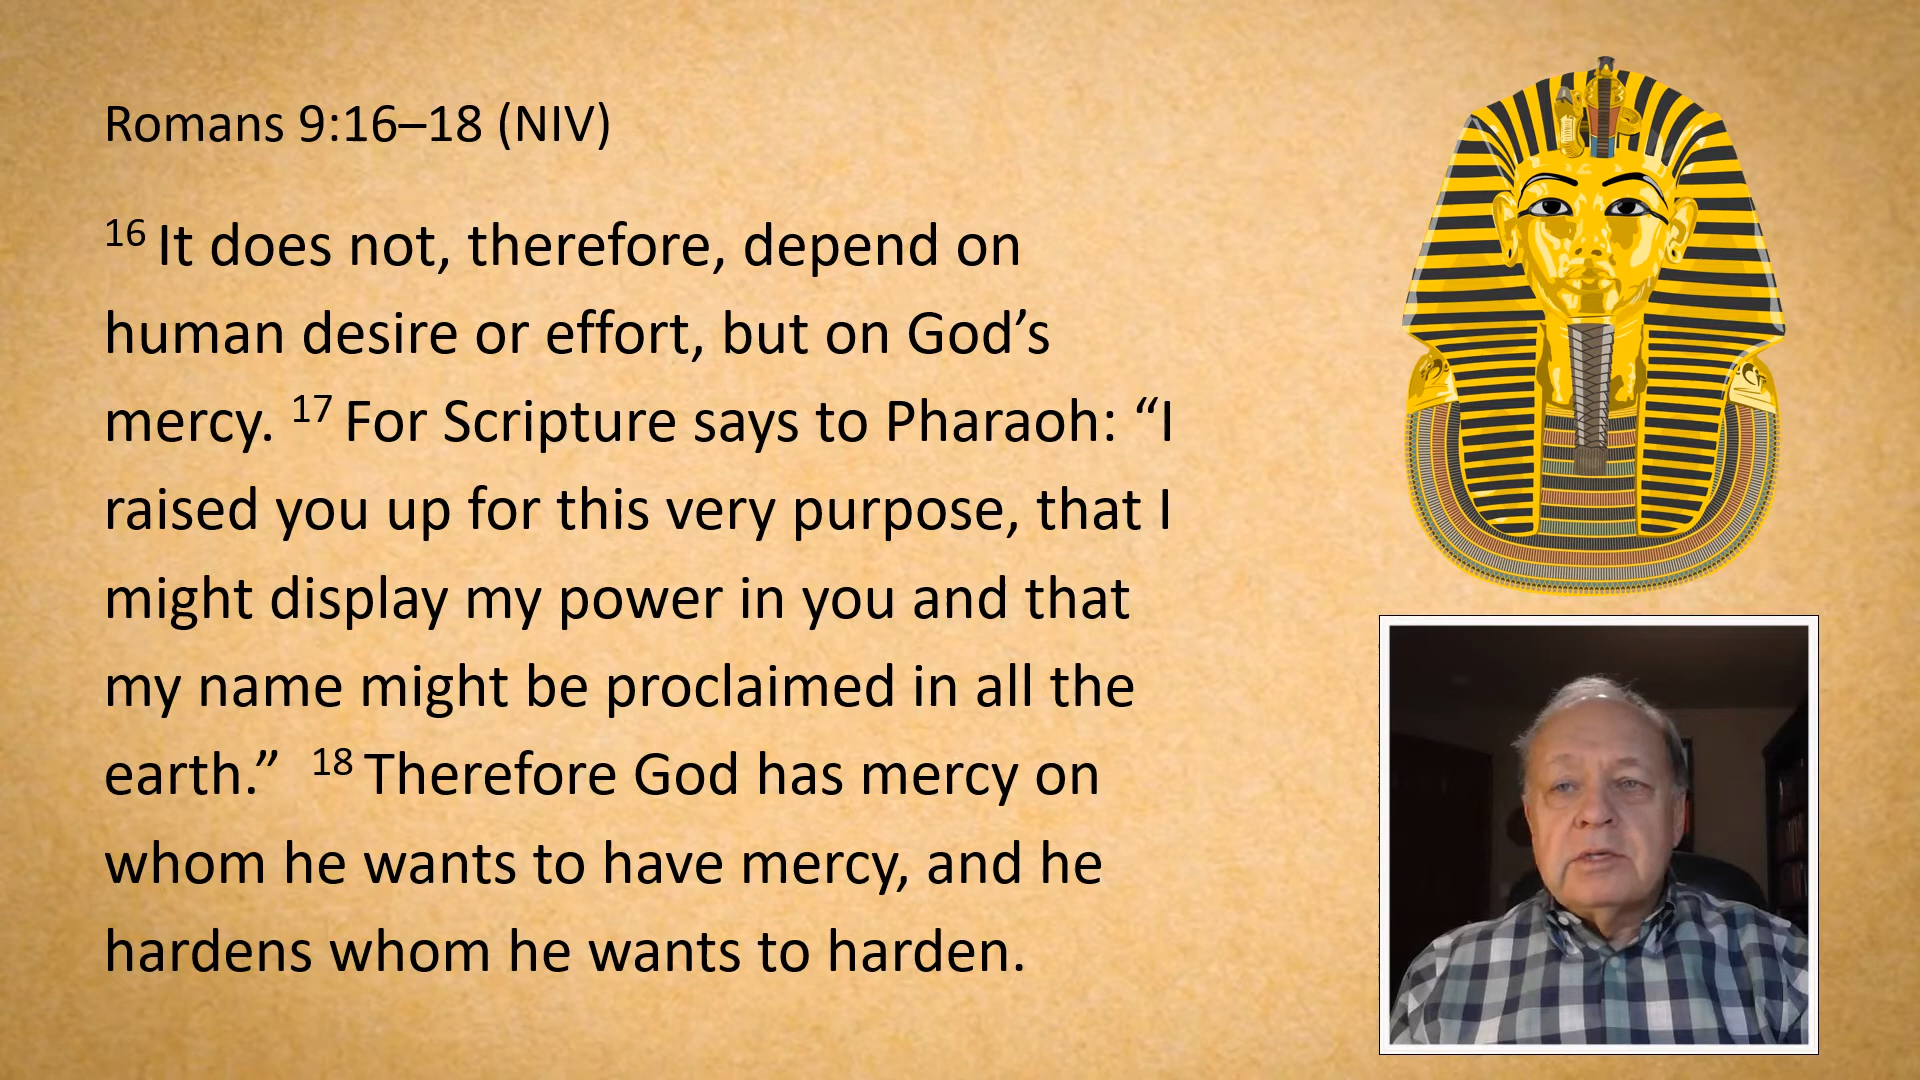 Romans 9:16–18 (NIV)
16 It does not, therefore, depend on
human desire or effort, but on God’s
mercy. 17 For Scripture says to Pharaoh: “I
raised you up for this very purpose, that I
might display my power in you and that
my name might be proclaimed in all the
earth.” 18 Therefore God has mercy on
whom he wants to have mercy, and he
hardens whom he wants to harden.